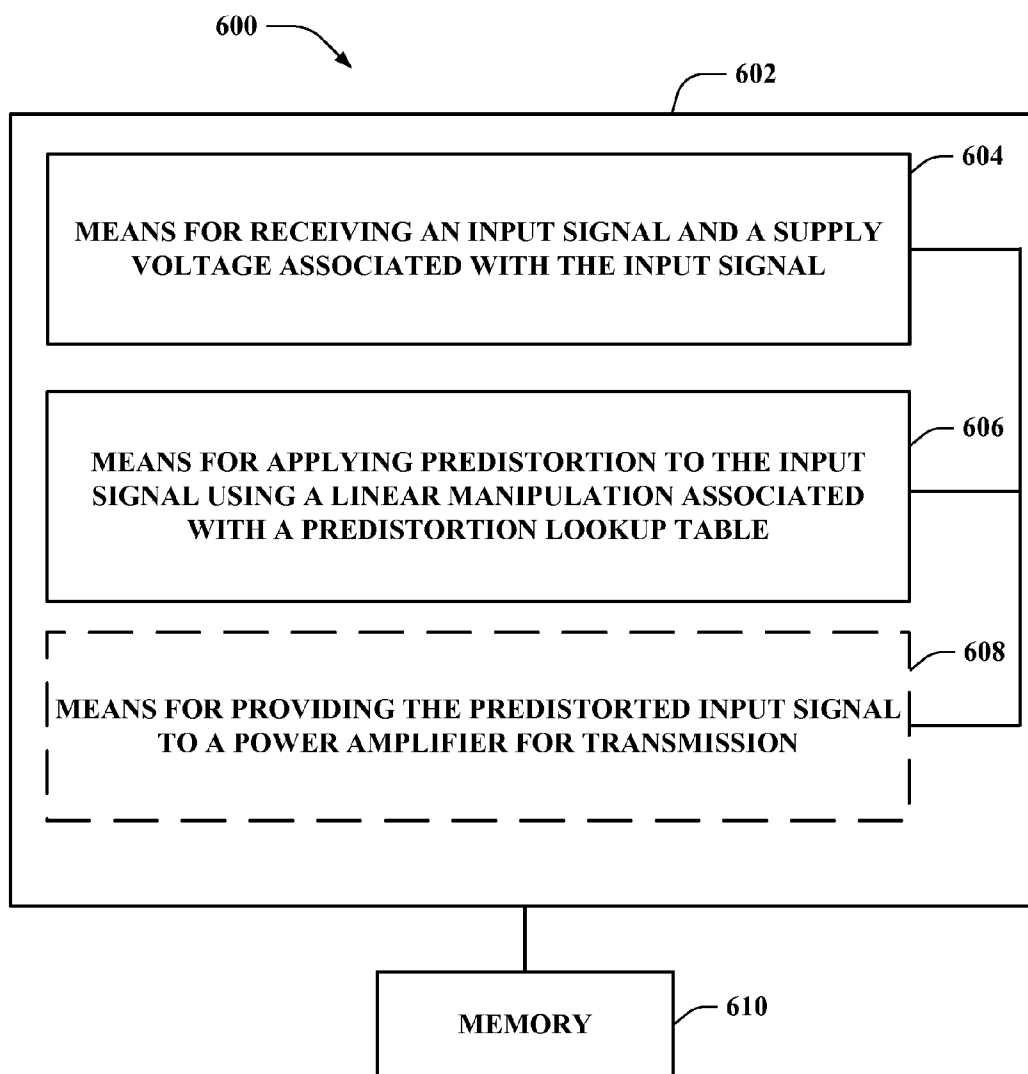 600
602
604
MEANS FOR RECEIVING AN INPUT SIGNAL AND A SUPPLY
VOLTAGE ASSOCIATED WITH THE INPUT SIGNAL
606
MEANS FOR APPLYING PREDISTORTION TO THE INPUT
SIGNAL USING A LINEAR MANIPULATION ASSOCIATED
WITH A PREDISTORTION LOOKUP TABLE
608
MEANS FOR PROVIDING THE PREDISTORTED INPUT SIGNAL
TO A POWER AMPLIFIER FOR TRANSMISSION
MEMORY
610